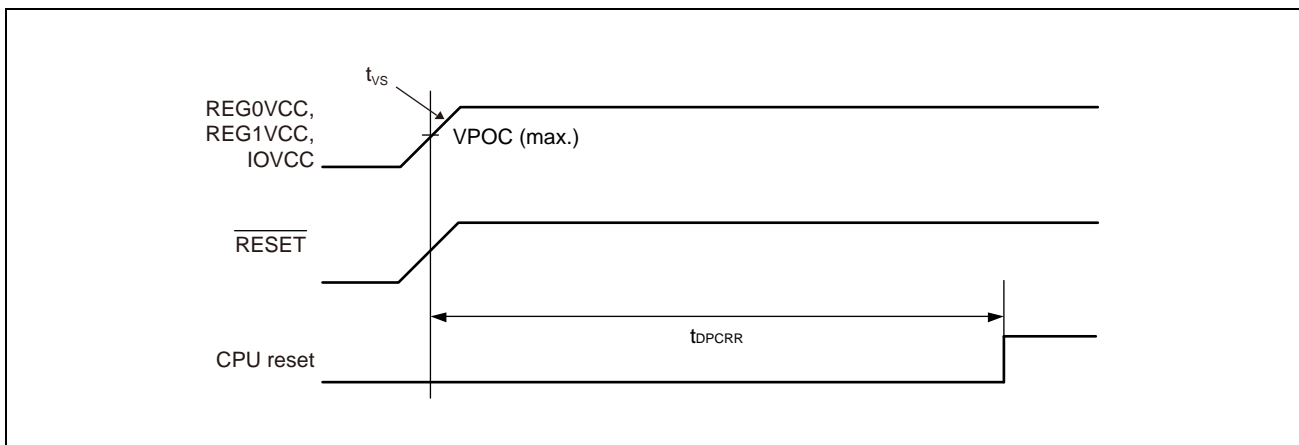 tVS
REG0VCC,
REG1VCC,
IOVCC
VPOC (max.)
RESET
tDPCRR
CPU reset